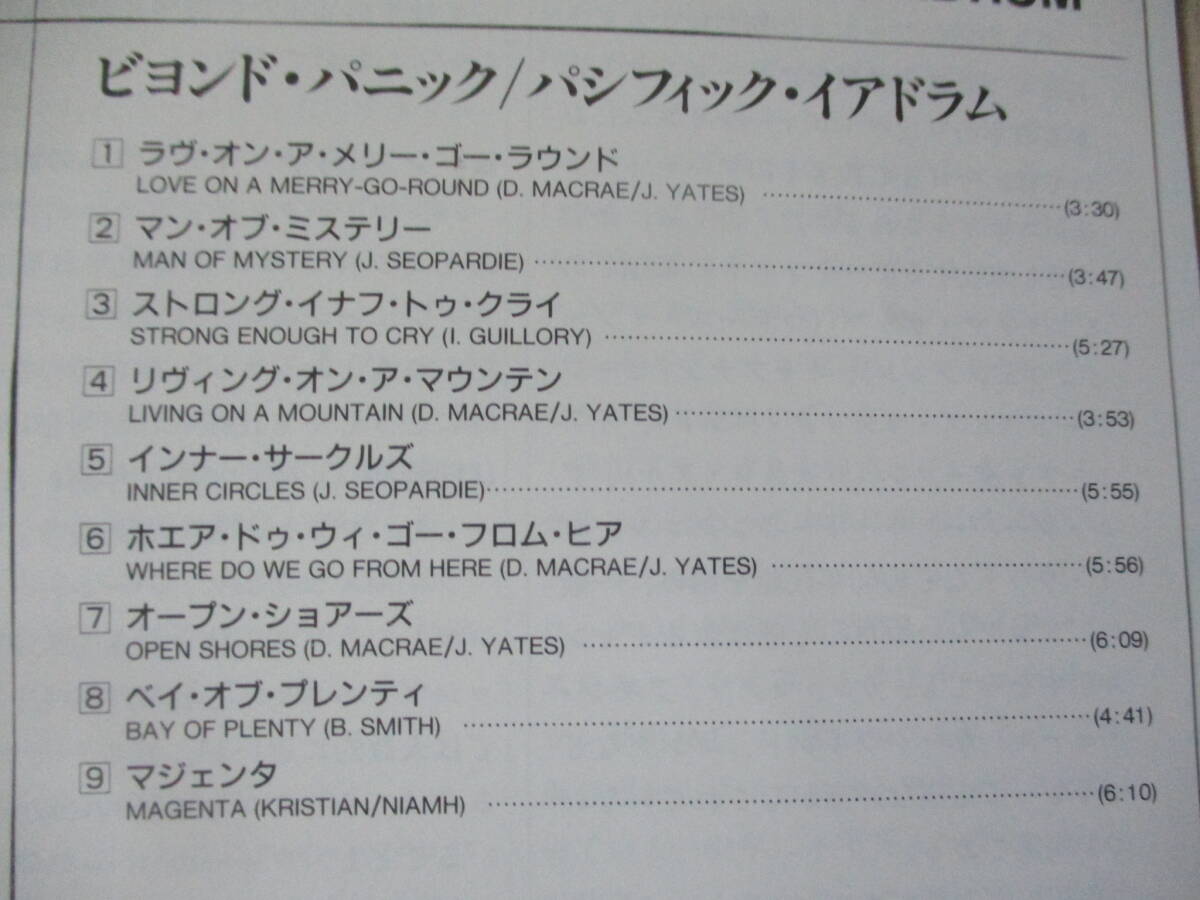 ビヨンド・パニック/パシフィック・イアドラム
1 ラヴ・オン・ア・メリー・ゴー・ラウンド
LOVE ON A MERRY-GO-ROUND (D. MACRAE/J. YATES) (3:30)
2 マン・オブ・ミステリー
MAN OF MYSTERY (J. SEOPARDIE) (3:47)
3 ストロング・イナフ・トゥ・クライ
STRONG ENOUGH TO CRY (I. GUILLORY) (5:27)
4 リヴィング・オン・ア・マウンテン
LIVING ON A MOUNTAIN (D. MACRAE/J. YATES) (3:53)
5 インナー・サークルズ
INNER CIRCLES (J. SEOPARDIE) (5:55)
6 ホエア・ドゥ・ウィ・ゴー・フロム・ヒア
WHERE DO WE GO FROM HERE (D. MACRAE/J. YATES) (5:56)
7 オープン・ショアーズ
OPEN SHORES (D. MACRAE/J. YATES) (6:09)
8 ベイ・オブ・プレンティ
BAY OF PLENTY (B. SMITH) (4:41)
9 マジェンタ
MAGENTA (KRISTIAN/NIAMH) (6:10)